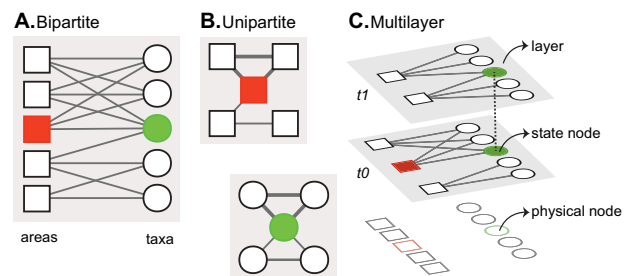 A. Bipartite
areas
taxa
B. Unipartite
C. Multilayer
t1
layer
t0
state node
physical node